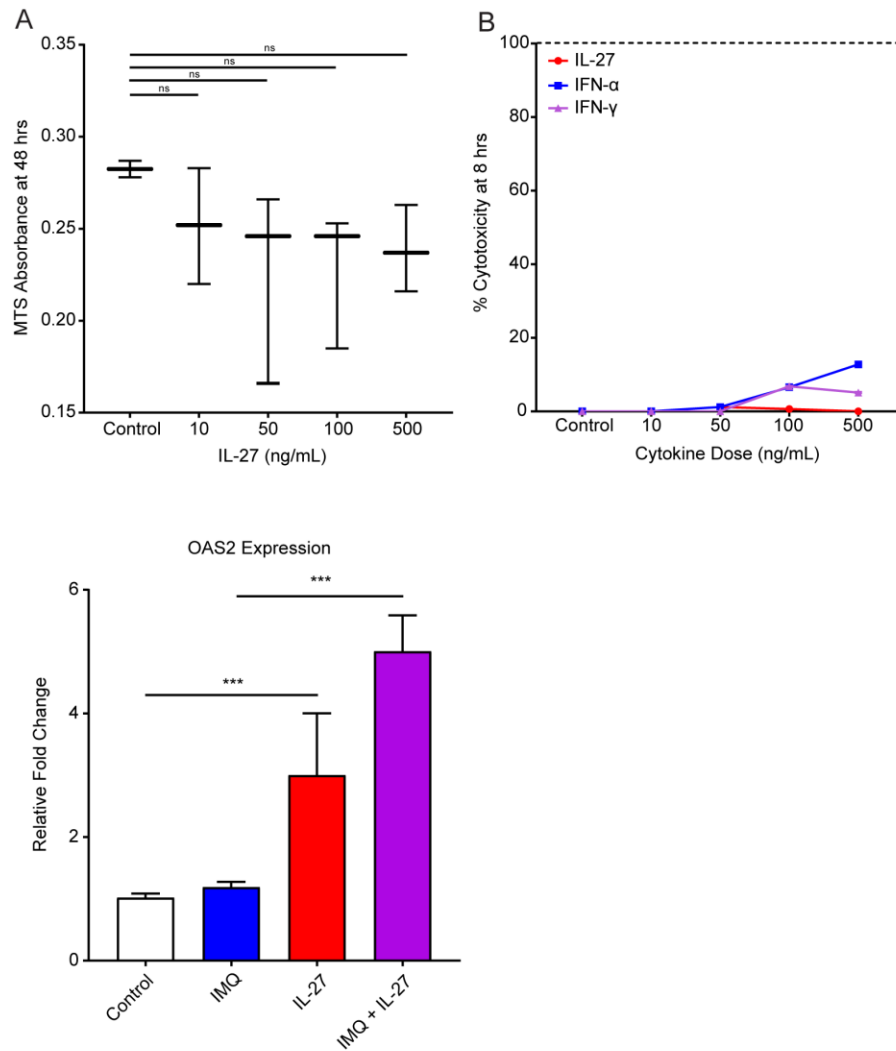 A
0.35
0.30
0.25
0.20
0.15
MTS Absorbance at 48 hrs
ns
ns
ns
ns
Control 10 50 100 500
IL-27 (ng/mL)
B
100
80
60
40
20
0
% Cytotoxicity at 8 hrs
IL-27
IFN-α
IFN-γ
Control 10 50 100 500
Cytokine Dose (ng/mL)
OAS2 Expression
6
4
2
0
Relative Fold Change
***
***
Control
IMQ
IL-27
IMQ + IL-27